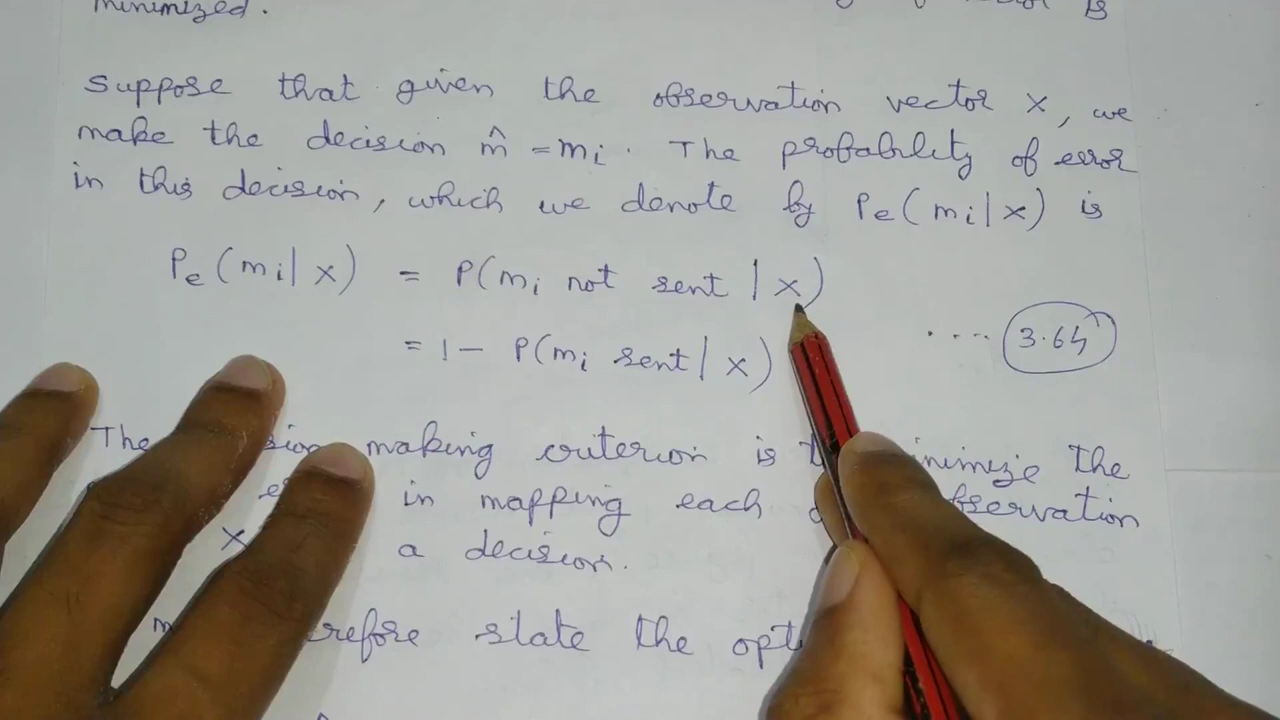 minimized. is
Suppose that given the observation vector x, we
make the decision m̂ = mi. The probability of error
in this decision, which we denote by Pe(mi|x) is
Pe(mi|x) = P(mi not sent | x)
= 1 - P(mi sent | x) .... 3.64
The making criterion is the
in mapping each observation
x a decision.
state the